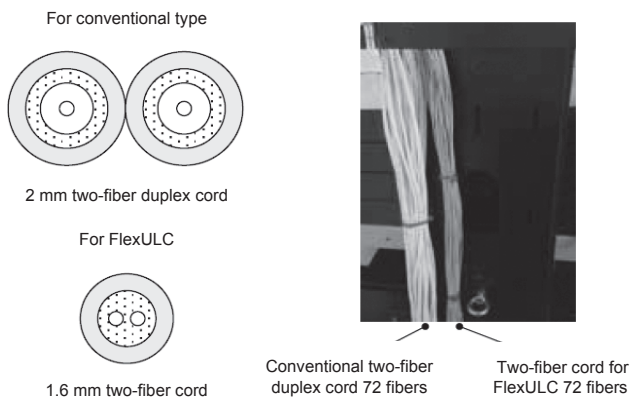 For conventional type
2 mm two-fiber duplex cord
For FlexULC
1.6 mm two-fiber cord
Conventional two-fiber
duplex cord 72 fibers
Two-fiber cord for
FlexULC 72 fibers